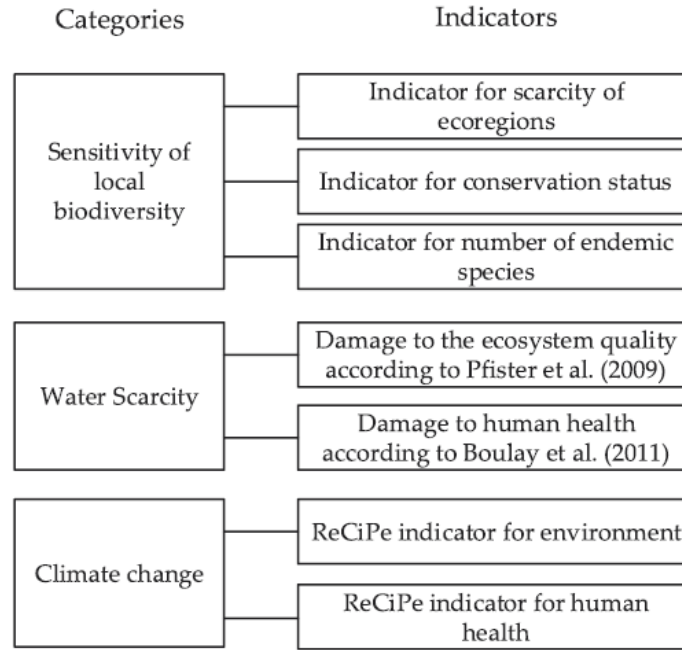 Categories
Indicators
Sensitivity of
local
biodiversity
Indicator for scarcity of
ecoregions
Indicator for conservation status
Indicator for number of endemic
species
Water Scarcity
Damage to the ecosystem quality
according to Pfister et al. (2009)
Damage to human health
according to Boulay et al. (2011)
Climate change
ReCiPe indicator for environment
ReCiPe indicator for human
health